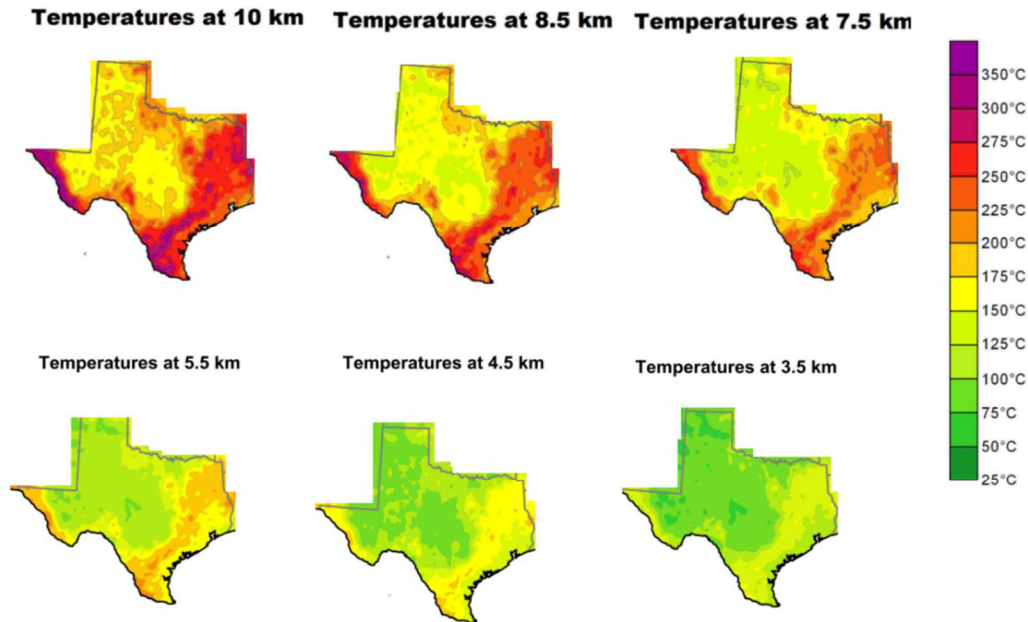 Temperatures at 10 km
Temperatures at 8.5 km
Temperatures at 7.5 km
350°C
300°C
275°C
250°C
225°C
200°C
175°C
150°C
125°C
100°C
75°C
50°C
25°C
Temperatures at 5.5 km
Temperatures at 4.5 km
Temperatures at 3.5 km